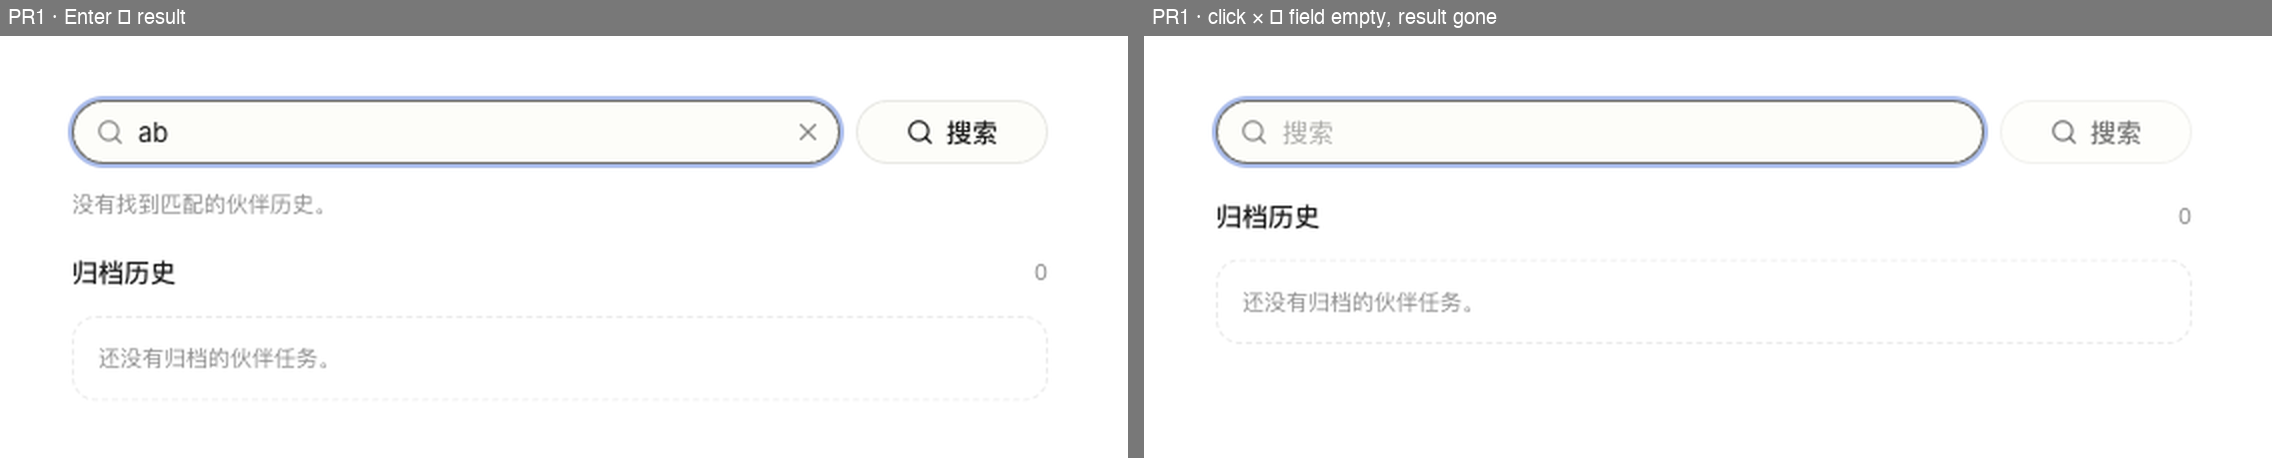 PR1 · Enter □ result
ab
搜索
没有找到匹配的伙伴历史。
归档历史
0
还没有归档的伙伴任务。
PR1 · click × □ field empty, result gone
搜索
搜索
归档历史
0
还没有归档的伙伴任务。